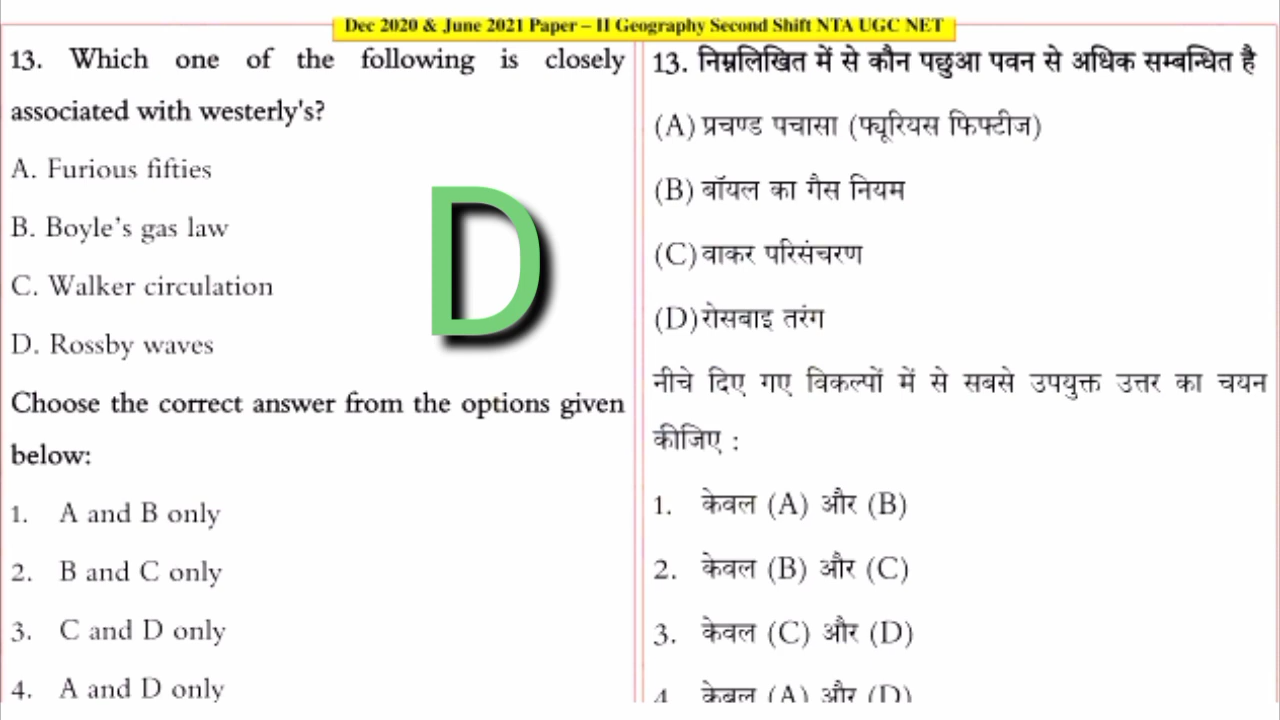 Dec 2020 & June 2021 Paper – II Geography Second Shift NTA UGC NET
13. Which one of the following is closely
associated with westerly's?
A. Furious fifties
B. Boyle's gas law
C. Walker circulation
D. Rossby waves
Choose the correct answer from the options given
below:
1. A and B only
2. B and C only
3. C and D only
4. A and D only
D
13. निम्नलिखित में से कौन पछुआ पवन से अधिक सम्बन्धित है
(A) प्रचण्ड पचासा (फ्यूरियस फिफ्टीज)
(B) बॉयल का गैस नियम
(C) वाकर परिसंचरण
(D) रोसबाइ तरंग
नीचे दिए गए विकल्पों में से सबसे उपयुक्त उत्तर का चयन
कीजिए :
1. केवल (A) और (B)
2. केवल (B) और (C)
3. केवल (C) और (D)
4. केवल (A) और (D)